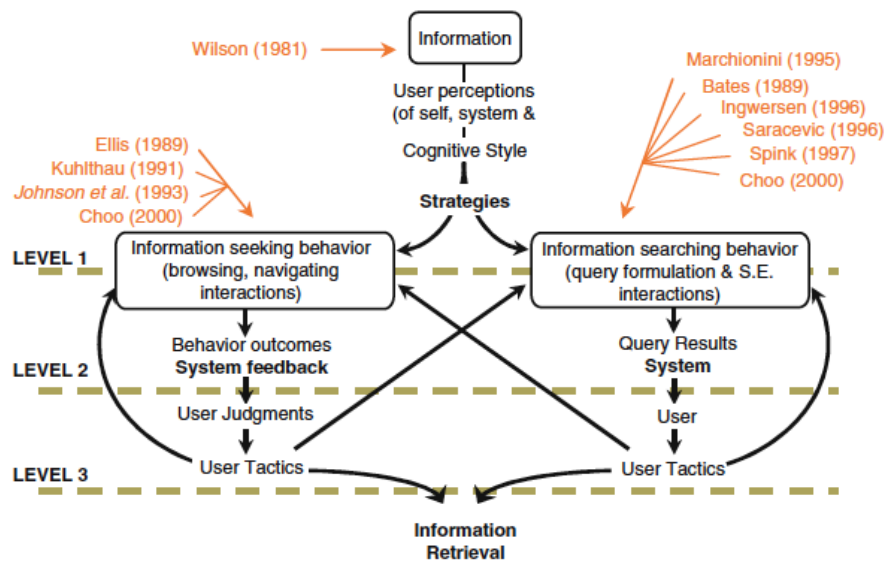 Wilson (1981)
Information
Marchionini (1995)
Bates (1989)
Ingwersen (1996)
Saracevic (1996)
Spink (1997)
Choo (2000)
User perceptions
(of self, system &
Cognitive Style
Ellis (1989)
Kuhlthau (1991)
Johnson et al. (1993)
Choo (2000)
Strategies
LEVEL 1
Information seeking behavior
(browsing, navigating
interactions)
Information searching behavior
(query formulation & S.E.
interactions)
Behavior outcomes
System feedback
Query Results
System
LEVEL 2
User Judgments
User
User Tactics
User Tactics
LEVEL 3
Information
Retrieval